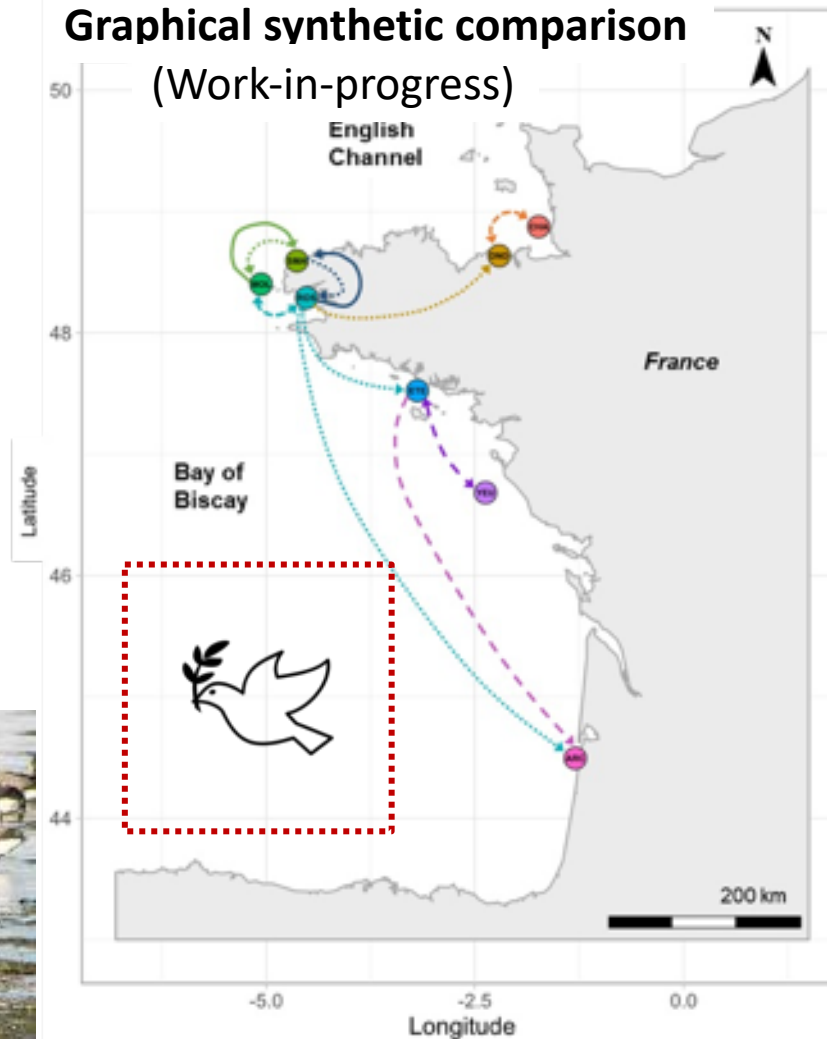 Graphical synthetic comparison
(Work-in-progress)
N
50
English
Channel
48
France
Bay of
Biscay
Latitude
46
44
200 km
-5.0
-2.5
0.0
Longitude